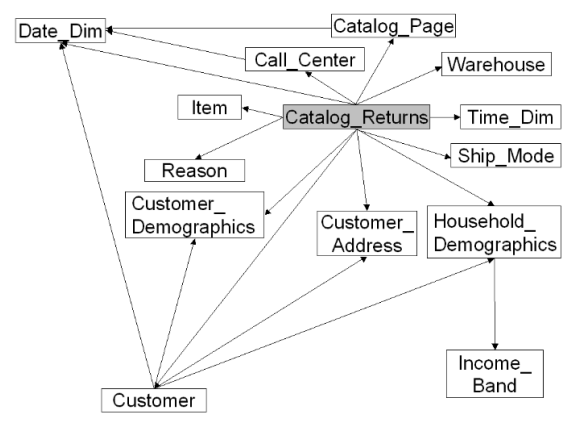 Date_Dim
Catalog_Page
Call_Center
Warehouse
Item
Catalog_Returns
Time_Dim
Ship_Mode
Reason
Customer_
Demographics
Customer_
Address
Household_
Demographics
Income_
Band
Customer